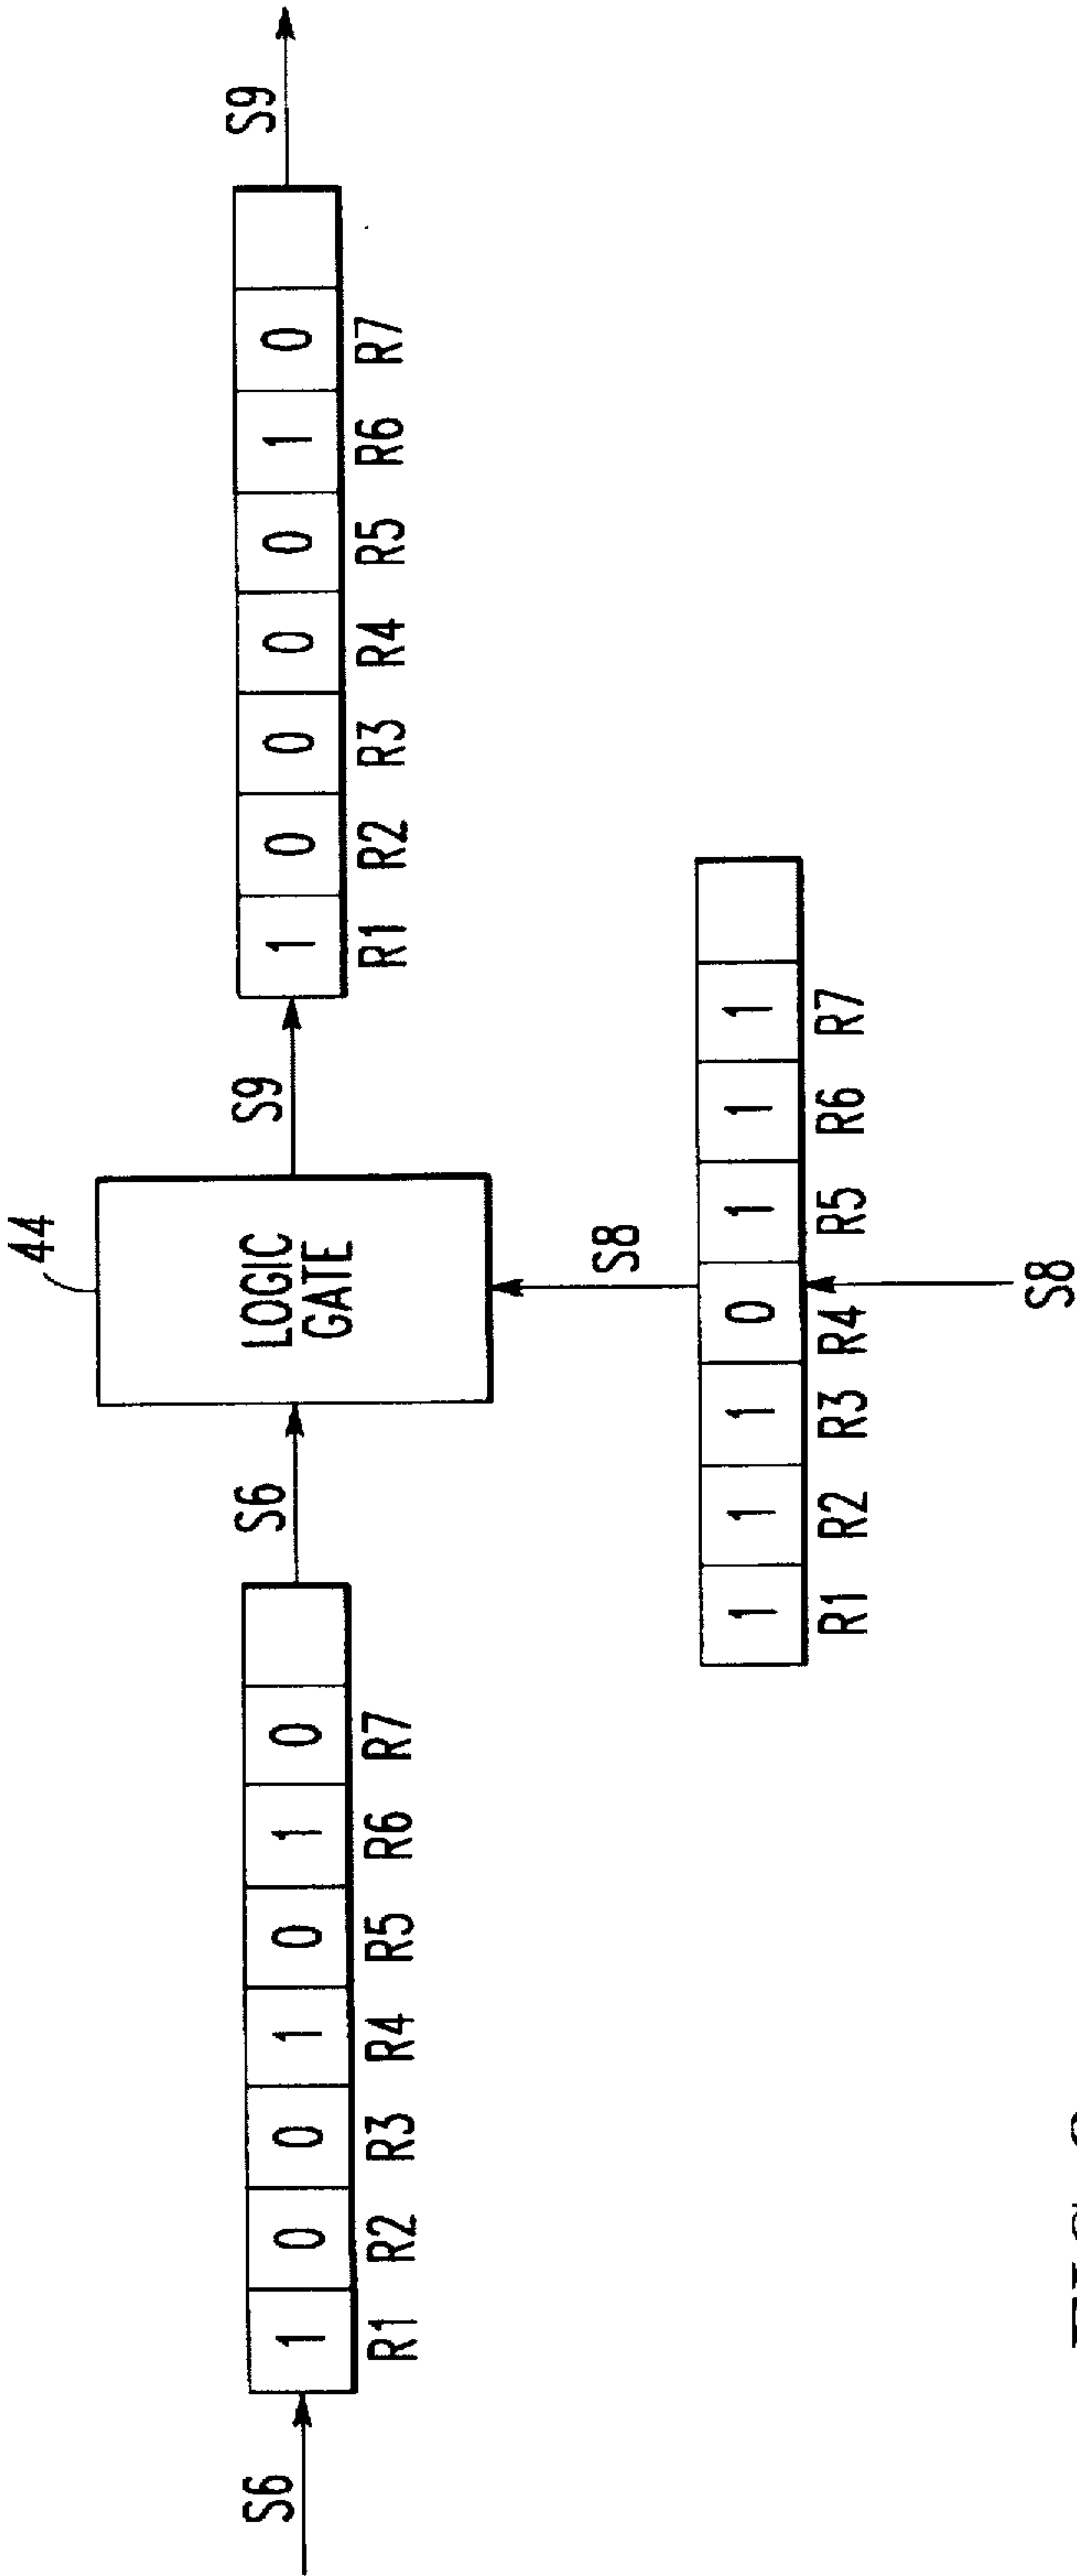 44
LOGIC
GATE
S6
1 0 0 1 0 1 0
R1 R2 R3 R4 R5 R6 R7
S6
S9
1 0 0 0 0 1 0
R1 R2 R3 R4 R5 R6 R7
S9
S8
1 1 1 0 1 1 1
R1 R2 R3 R4 R5 R6 R7
S8